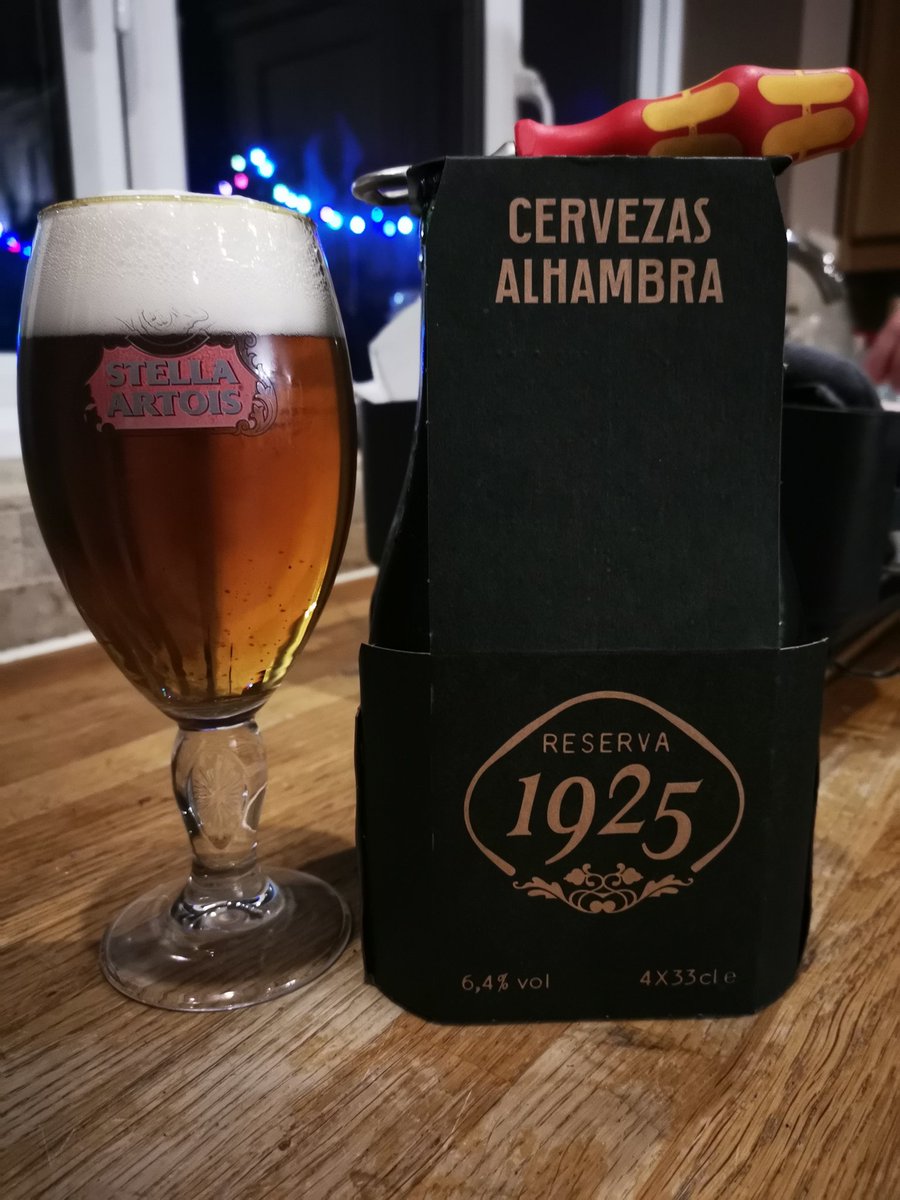 STELLA
ARTOIS
CERVEZAS
ALHAMBRA
RESERVA
1925
6,4% vol
4X33cl e